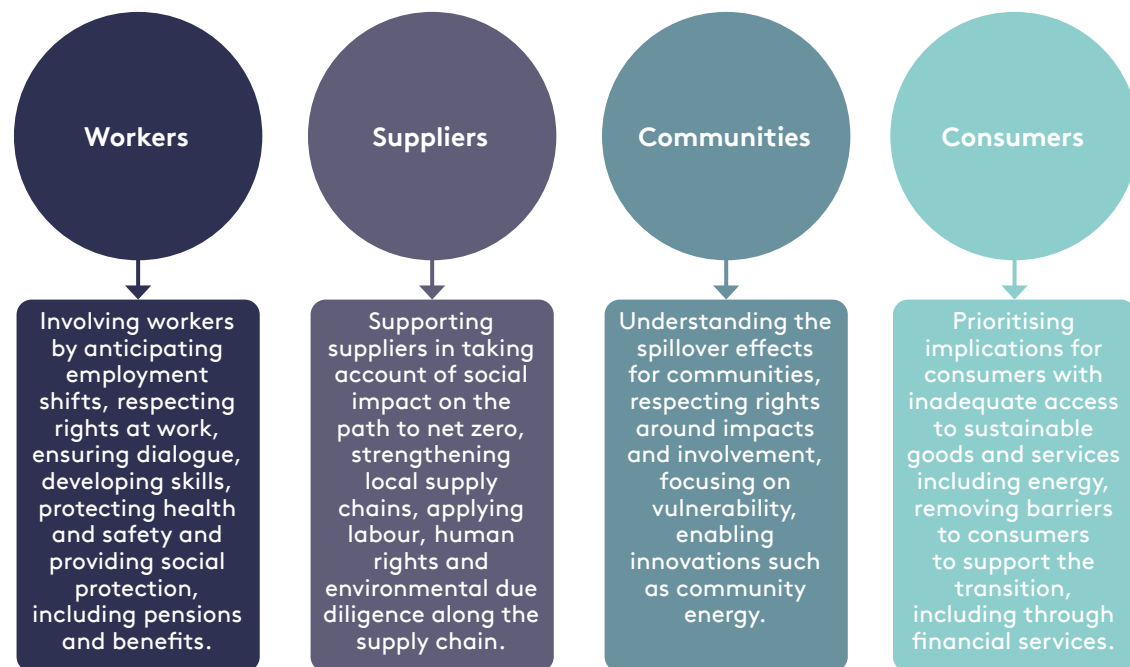 Workers
Suppliers
Communities
Consumers
Involving workers
by anticipating
employment
shifts, respecting
rights at work,
ensuring dialogue,
developing skills,
protecting health
and safety and
providing social
protection,
including pensions
and benefits.
Supporting
suppliers in taking
account of social
impact on the
path to net zero,
strengthening
local supply
chains, applying
labour, human
rights and
environmental due
diligence along the
supply chain.
Understanding the
spillover effects
for communities,
respecting rights
around impacts
and involvement,
focusing on
vulnerability,
enabling
innovations such
as community
energy.
Prioritising
implications for
consumers with
inadequate access
to sustainable
goods and services
including energy,
removing barriers
to consumers
to support the
transition,
including through
financial services.